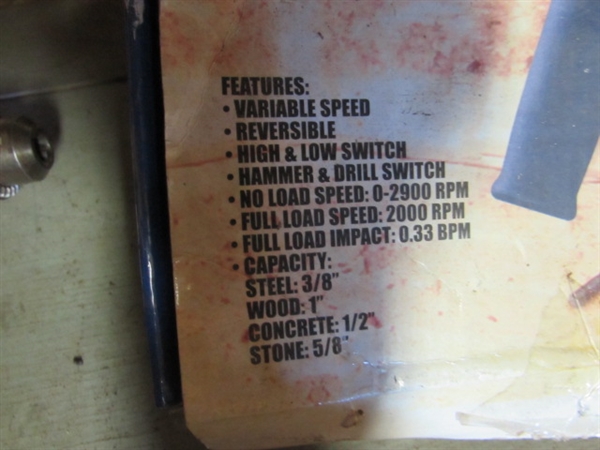 FEATURES:
• VARIABLE SPEED
• REVERSIBLE
• HIGH & LOW SWITCH
• HAMMER & DRILL SWITCH
• NO LOAD SPEED: 0-2900 RPM
• FULL LOAD SPEED: 2000 RPM
• FULL LOAD IMPACT: 0.33 BPM
• CAPACITY:
STEEL: 3/8"
WOOD: 1"
CONCRETE: 1/2"
STONE: 5/8"